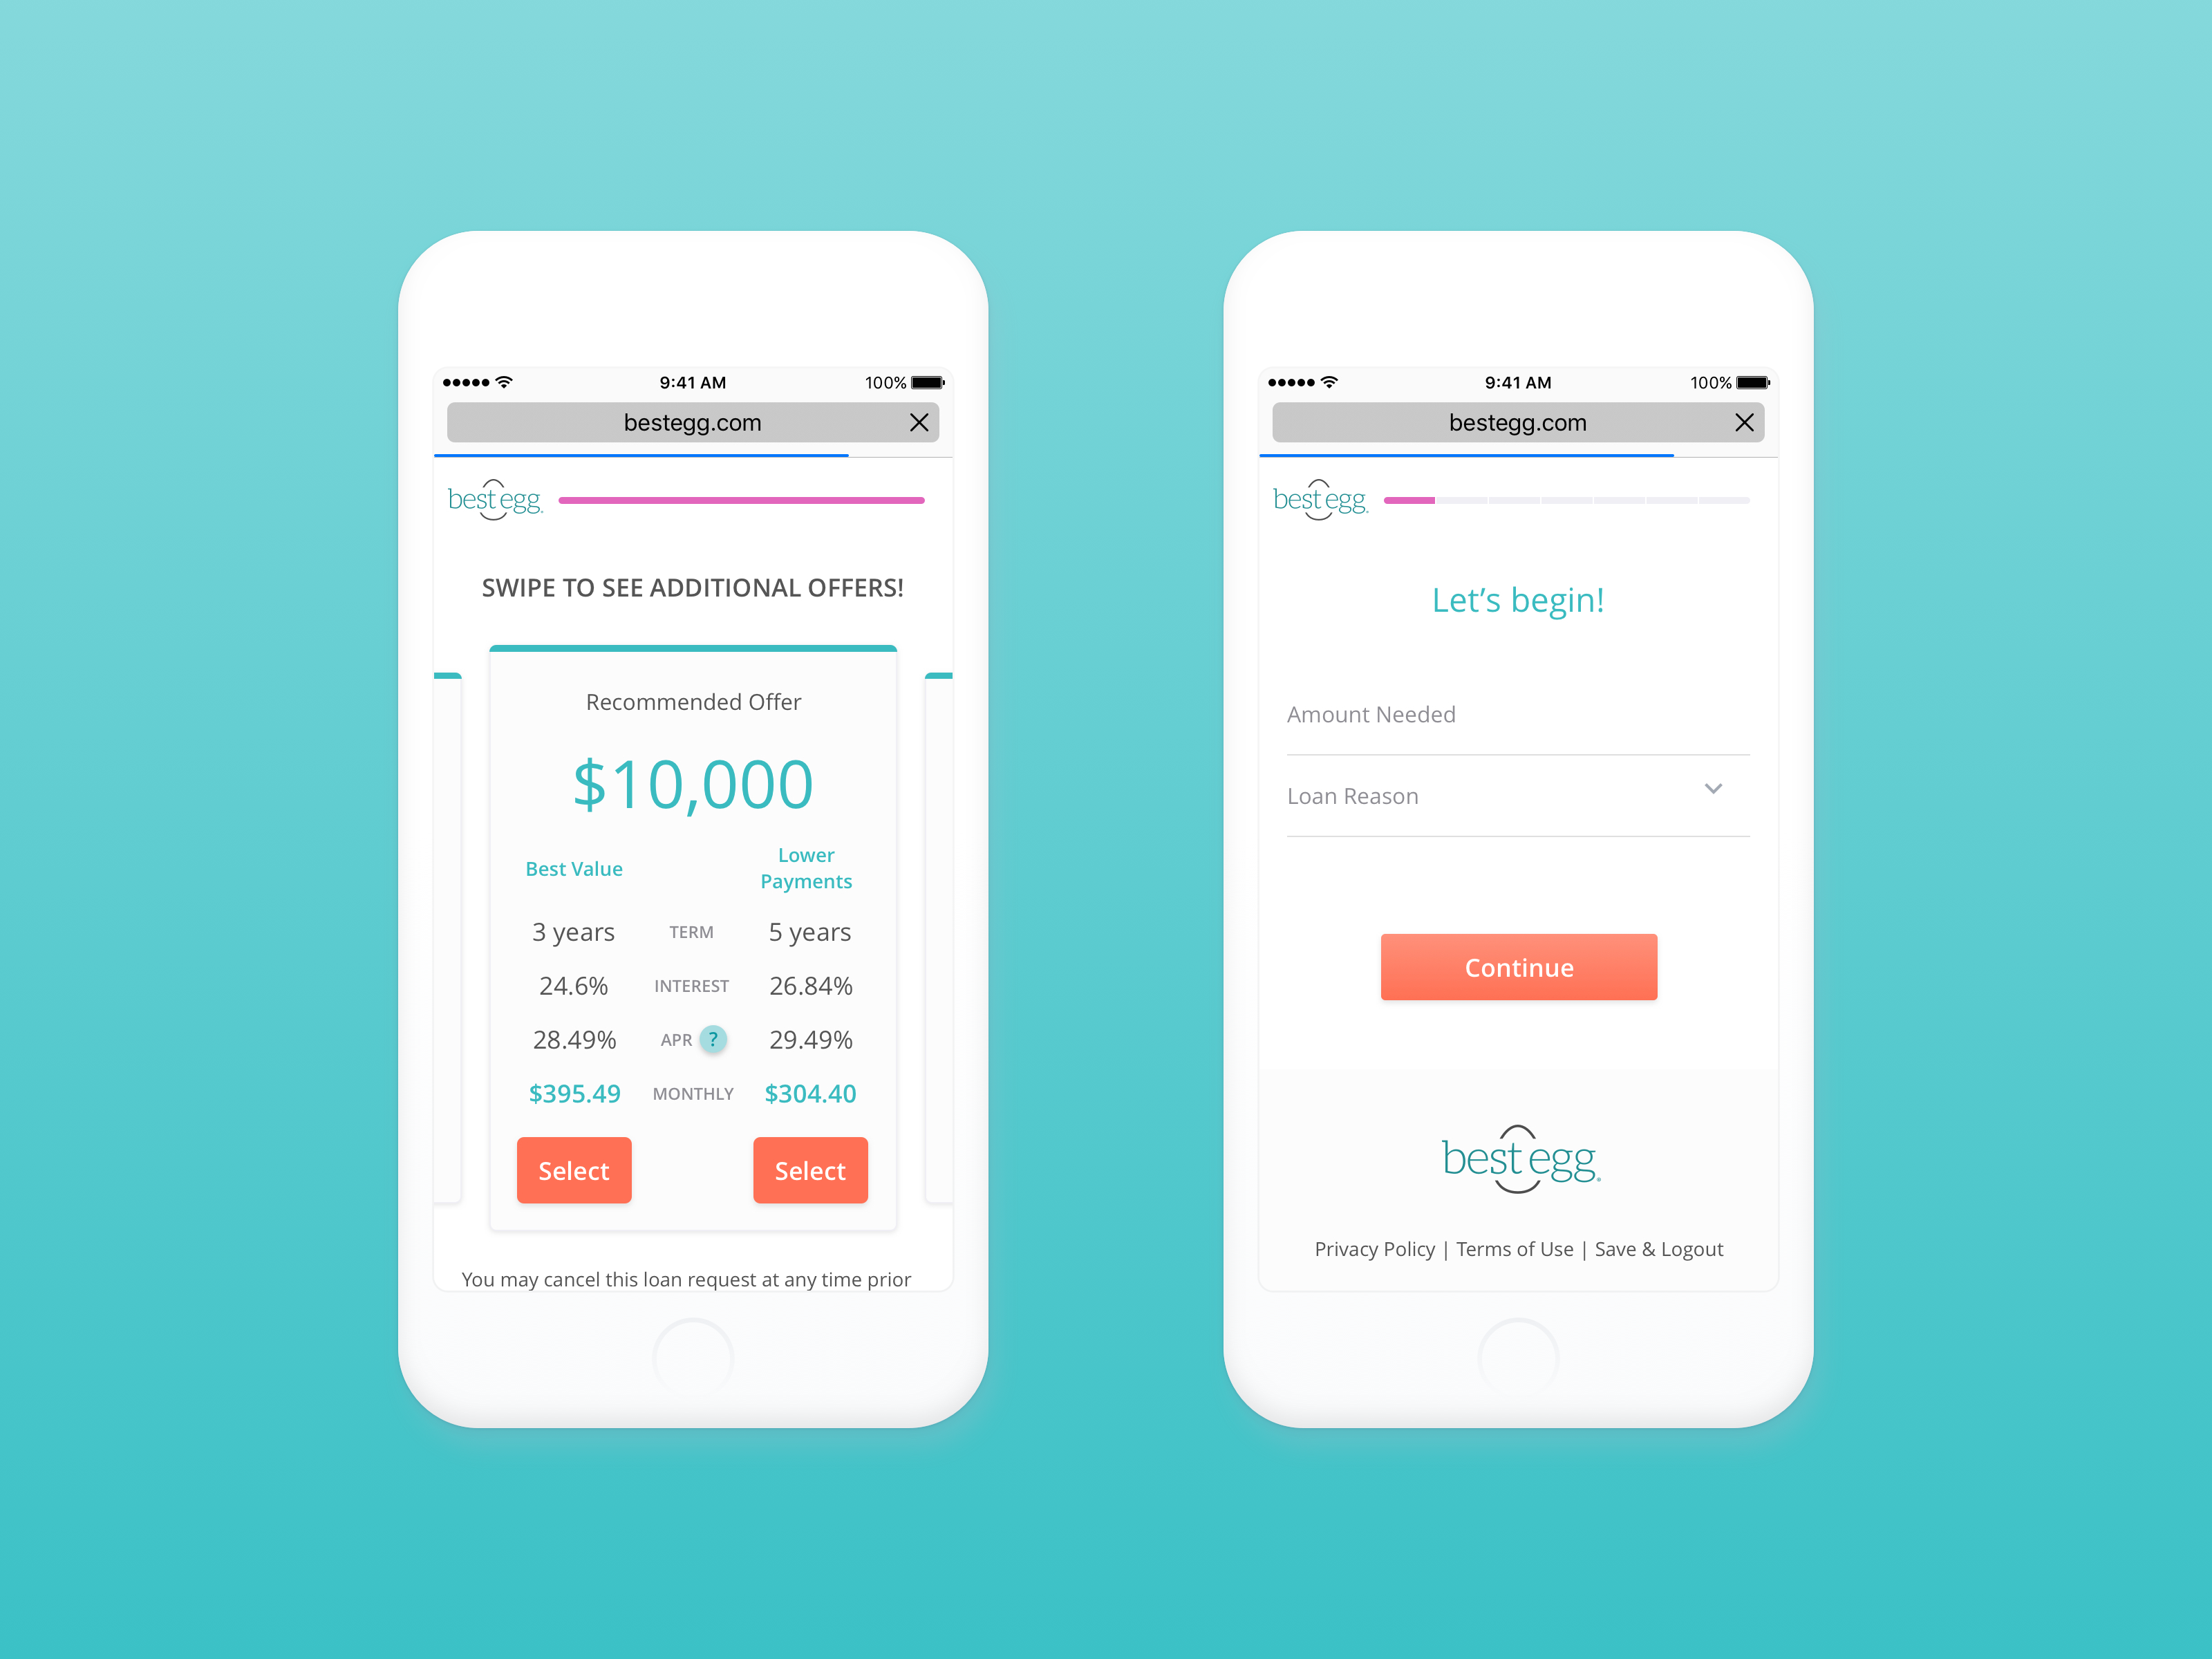 9:41 AM
100%
bestegg.com
best egg
SWIPE TO SEE ADDITIONAL OFFERS!
Recommended Offer
$10,000
Best Value
Lower
Payments
3 years TERM 5 years
24.6% INTEREST 26.84%
28.49% APR ? 29.49%
$395.49 MONTHLY $304.40
Select Select
You may cancel this loan request at any time prior
9:41 AM
100%
bestegg.com
best egg
Let’s begin!
Amount Needed
Loan Reason
Continue
best egg
Privacy Policy | Terms of Use | Save & Logout